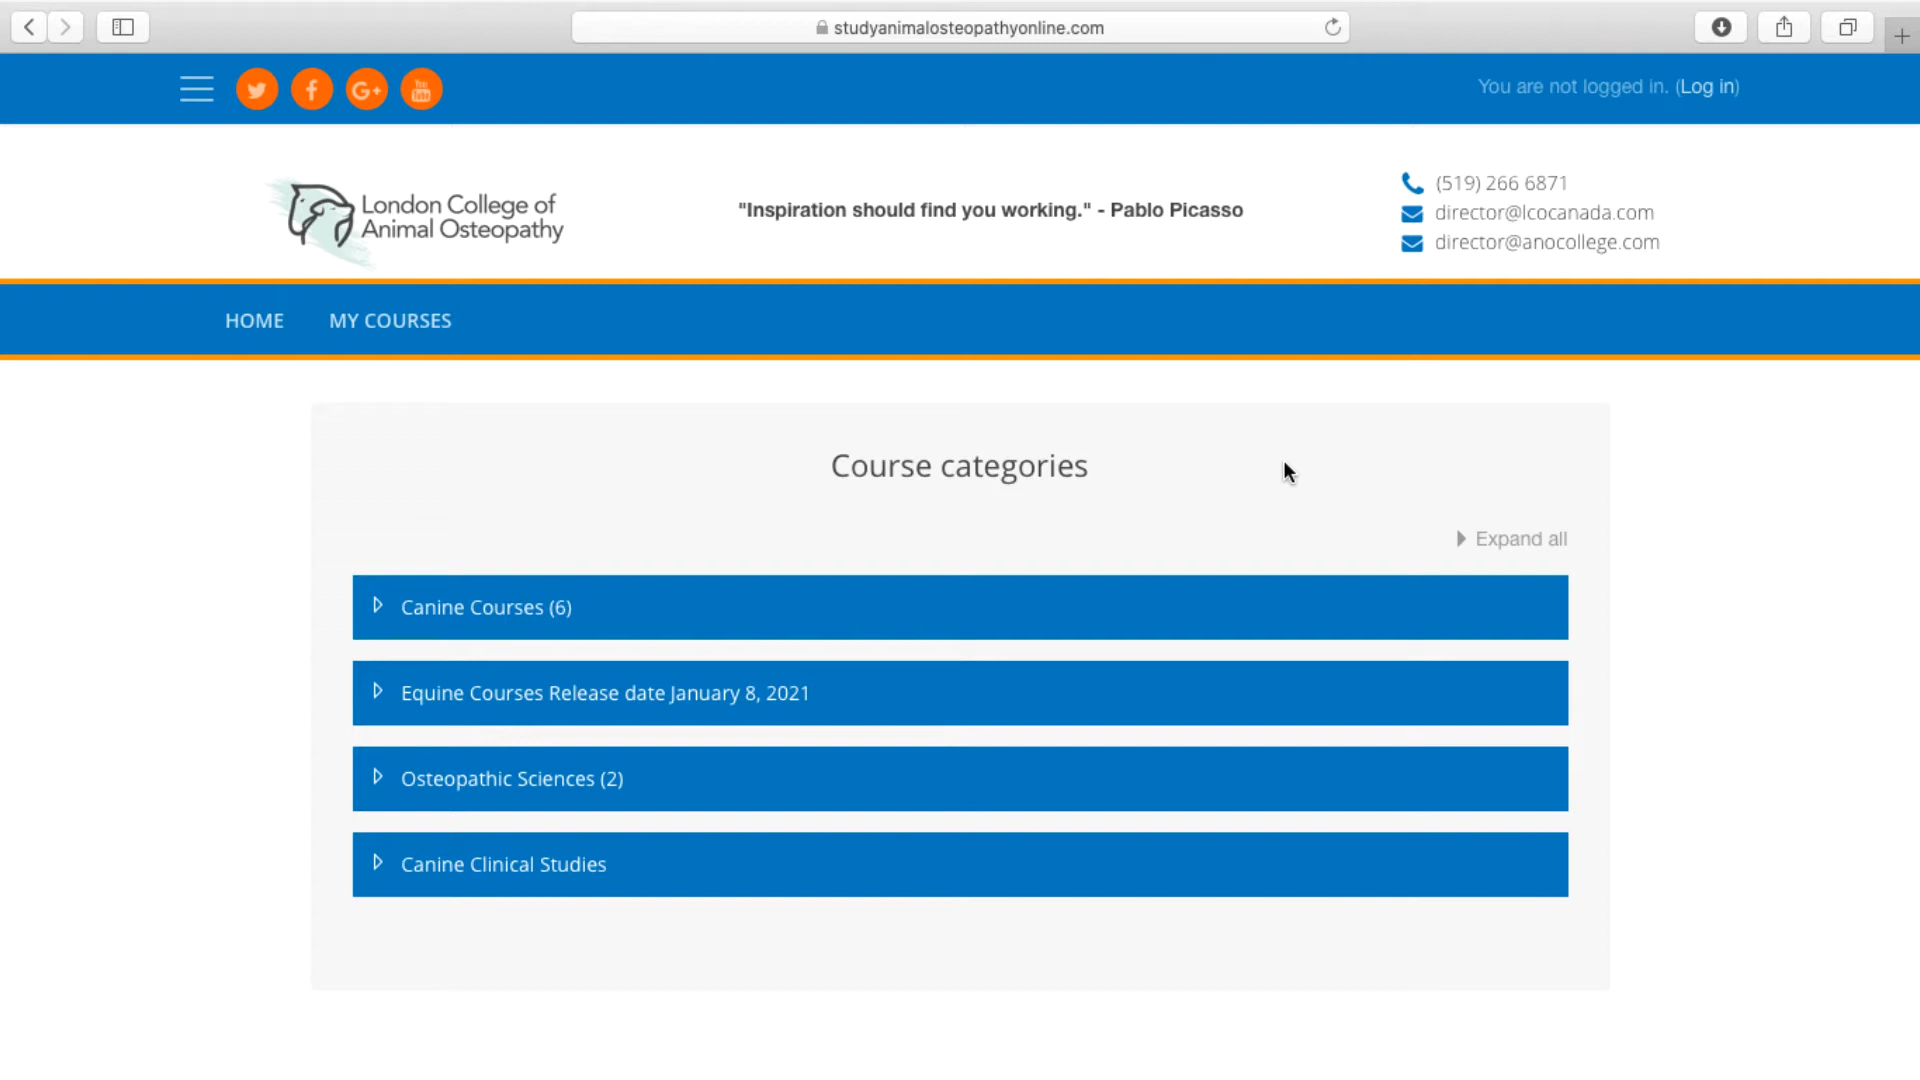 studyanimalosteopathyonline.com
You are not logged in. (Log in)
London College of
Animal Osteopathy
"Inspiration should find you working." - Pablo Picasso
(519) 266 6871
director@lcocanada.com
director@anocollege.com
HOME
MY COURSES
Course categories
Expand all
Canine Courses (6)
Equine Courses Release date January 8, 2021
Osteopathic Sciences (2)
Canine Clinical Studies